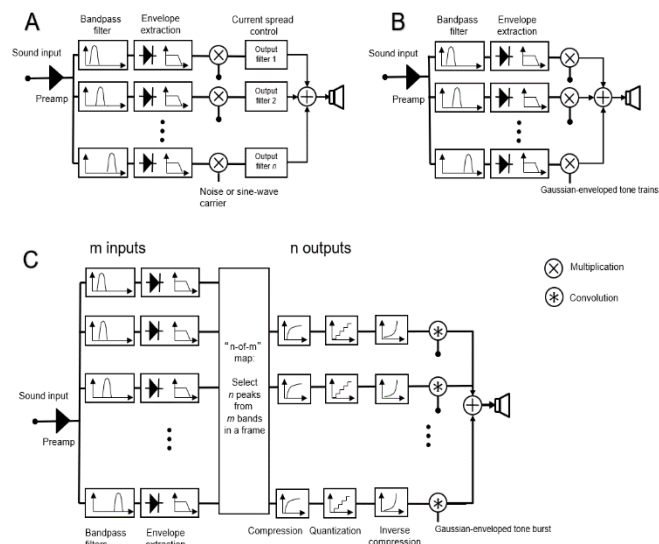 A
Bandpass
filter
Envelope
extraction
Current spread
control
Sound input
Preamp
Output
filter 1
Output
filter 2
Output
filter n
Noise or sine-wave
carrier
B
Bandpass
filter
Envelope
extraction
Sound input
Preamp
Gaussian-enveloped tone trains
C
m inputs
n outputs
Multiplication
Convolution
"n-of-m"
map:
Select
n peaks
from
m bands
in a frame
Sound input
Preamp
Bandpass
filters
Envelope
extraction
Compression
Quantization
Inverse
compression
Gaussian-enveloped tone burst